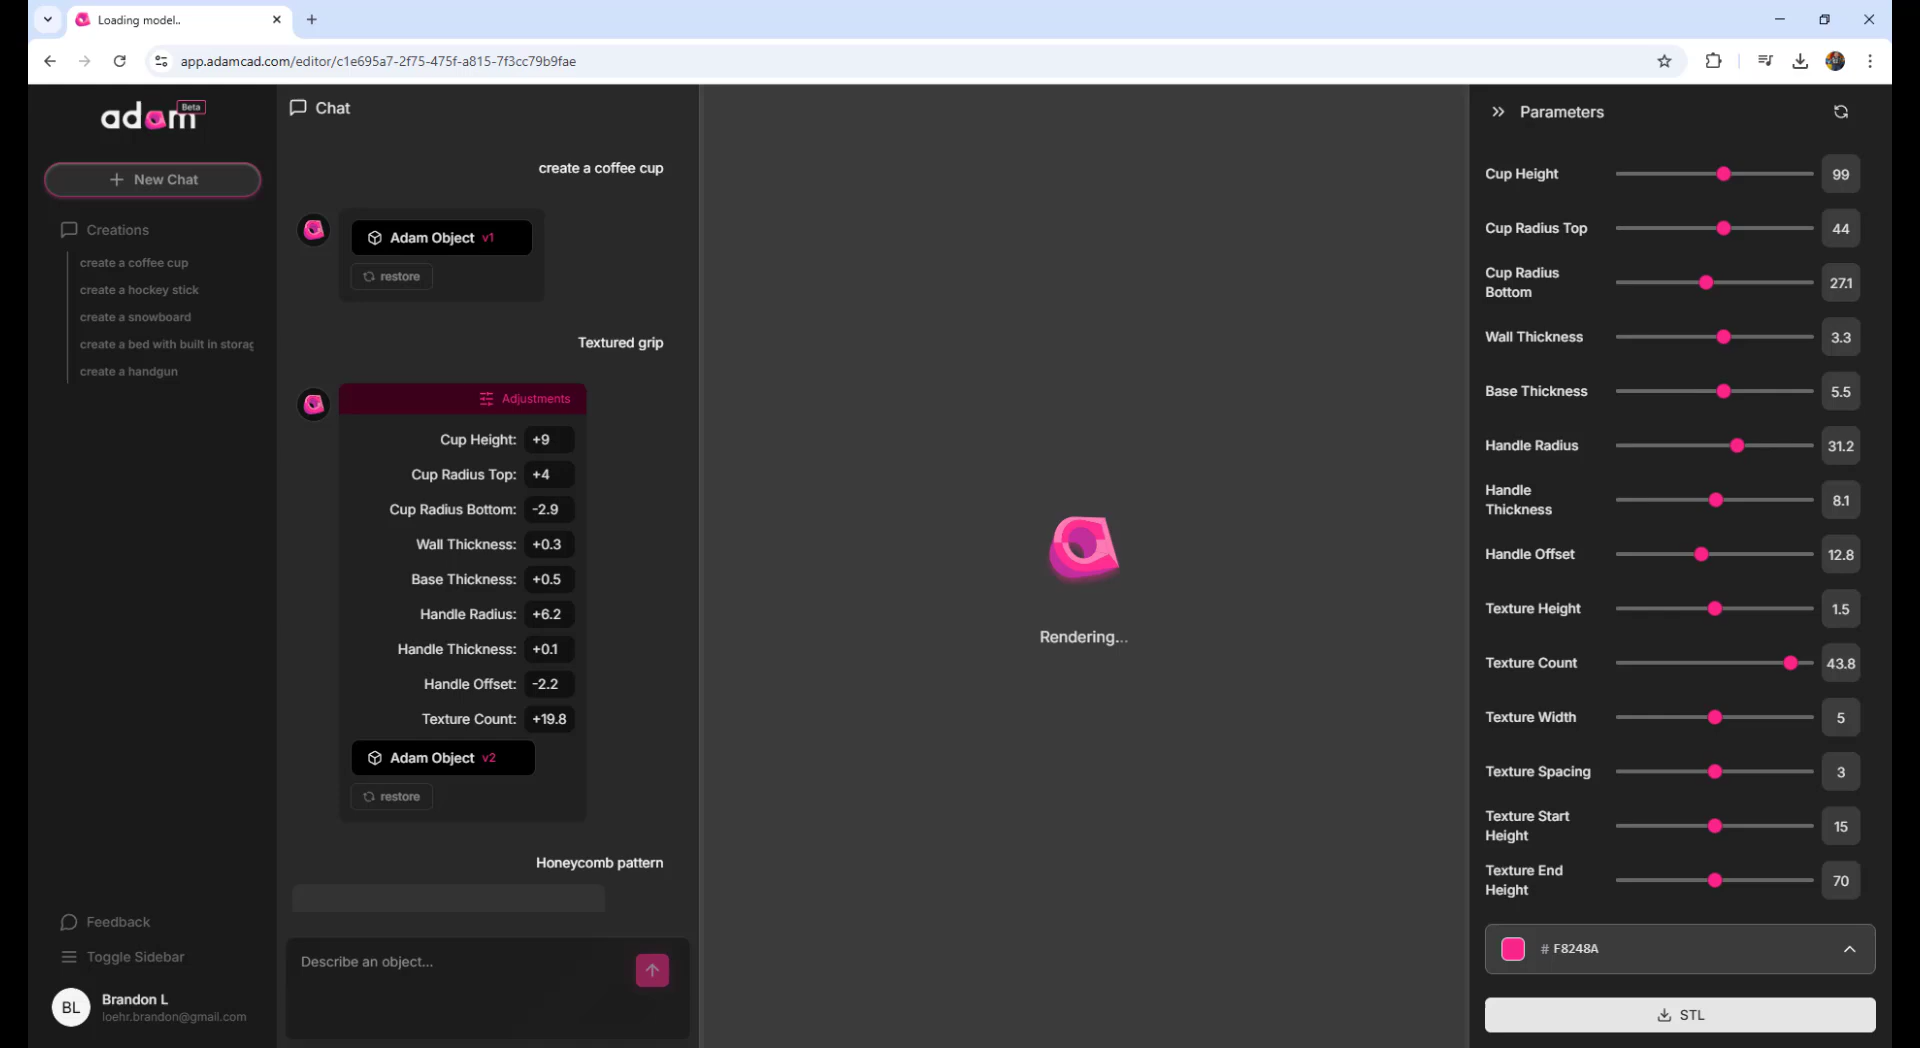 Loading model..
app.adamcad.com/editor/c1e695a7-2f75-475f-a815-7f3cc79b9fae
adam
Beta
New Chat
Creations
create a coffee cup
create a hockey stick
create a snowboard
create a bed with built in storag
create a handgun
Feedback
Toggle Sidebar
BL
Brandon L
loehr.brandon@gmail.com
Chat
create a coffee cup
Adam Object v1
restore
Textured grip
Adjustments
Cup Height: +9
Cup Radius Top: +4
Cup Radius Bottom: -2.9
Wall Thickness: +0.3
Base Thickness: +0.5
Handle Radius: +6.2
Handle Thickness: +0.1
Handle Offset: -2.2
Texture Count: +19.8
Adam Object v2
restore
Honeycomb pattern
Describe an object...
Rendering...
Parameters
Cup Height 99
Cup Radius Top 44
Cup Radius
Bottom 27.1
Wall Thickness 3.3
Base Thickness 5.5
Handle Radius 31.2
Handle
Thickness 8.1
Handle Offset 12.8
Texture Height 1.5
Texture Count 43.8
Texture Width 5
Texture Spacing 3
Texture Start
Height 15
Texture End
Height 70
# F8248A
STL